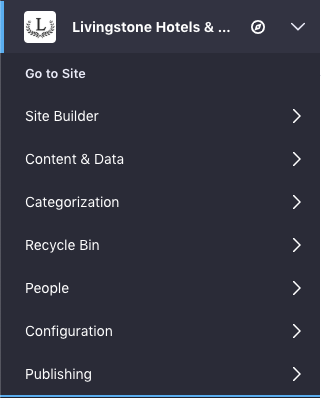 L
Livingstone Hotels & ...
Go to Site
Site Builder
Content & Data
Categorization
Recycle Bin
People
Configuration
Publishing